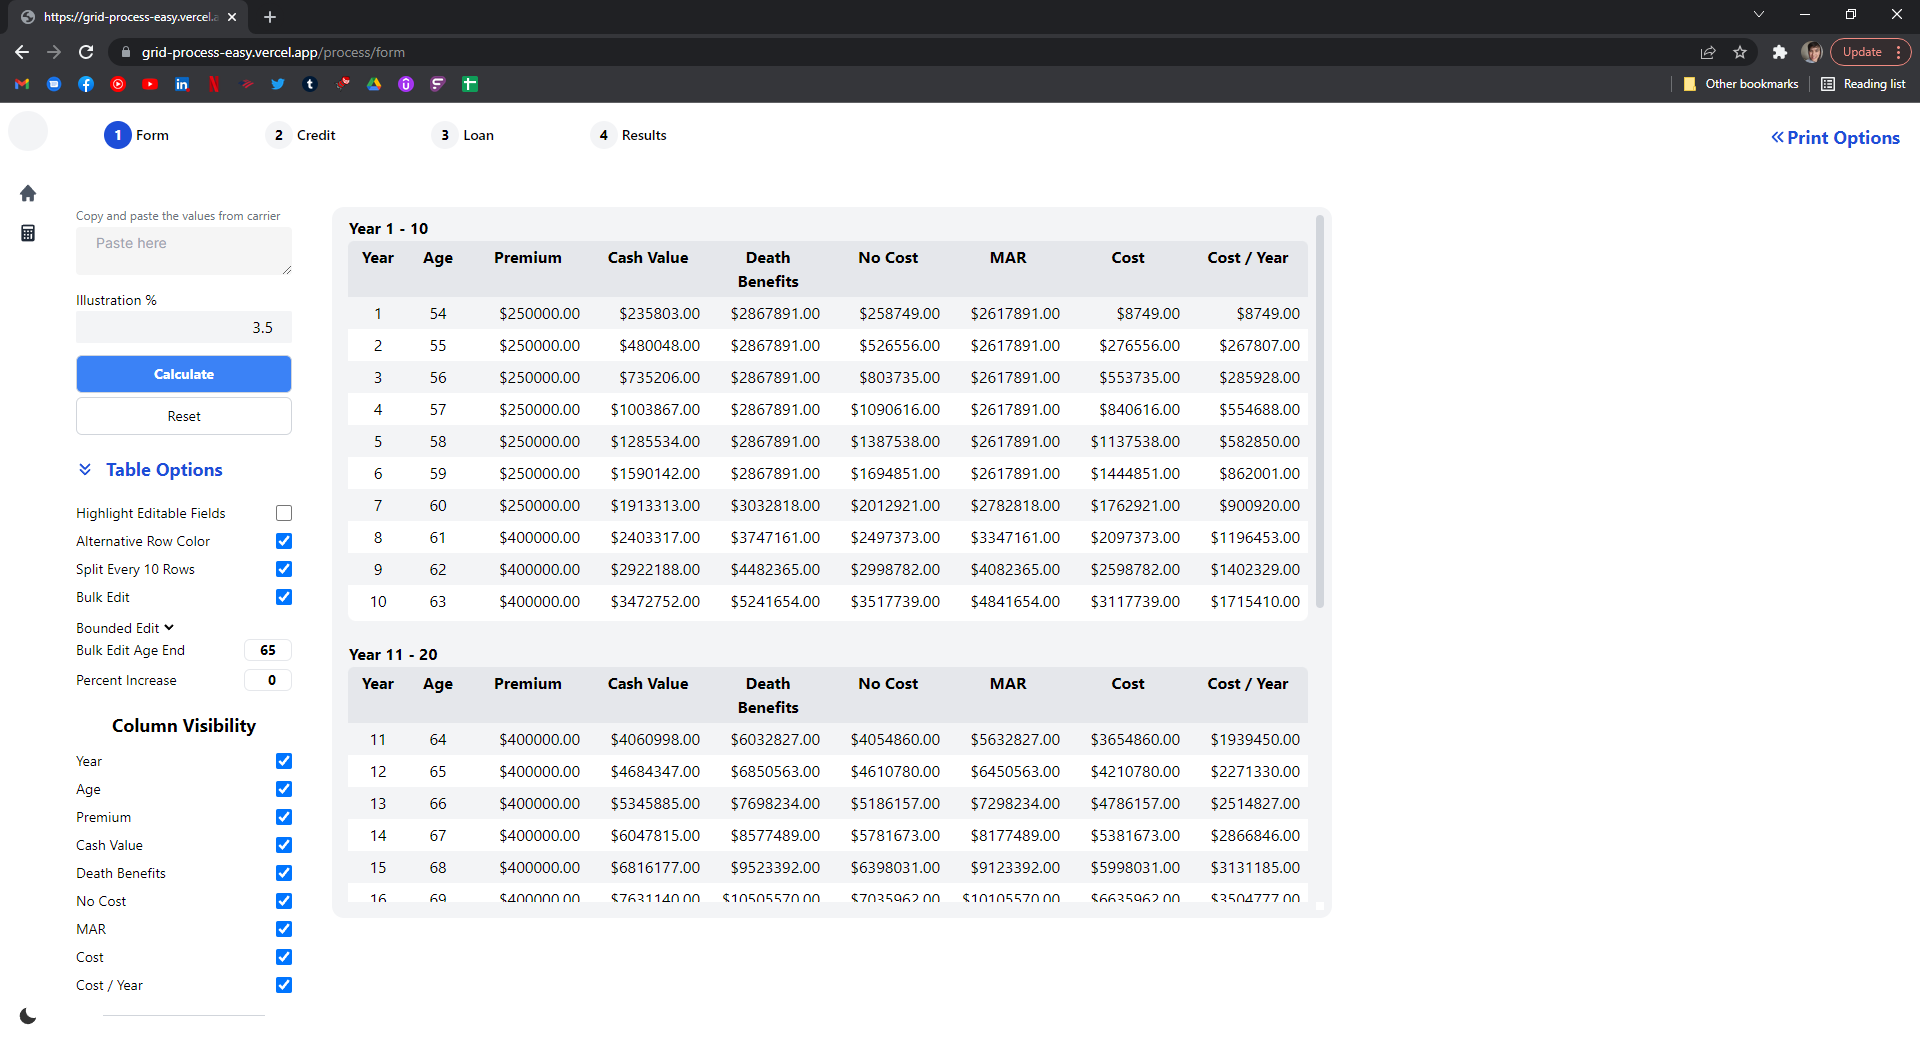 https://grid-process-easy.vercel.a
grid-process-easy.vercel.app/process/form
Update
Other bookmarks
Reading list
1 Form 2 Credit 3 Loan 4 Results
Print Options
Copy and paste the values from carrier
Paste here
Illustration %
3.5
Calculate
Reset
Table Options
Highlight Editable Fields
Alternative Row Color
Split Every 10 Rows
Bulk Edit
Bounded Edit
Bulk Edit Age End 65
Percent Increase 0
Column Visibility
Year
Age
Premium
Cash Value
Death Benefits
No Cost
MAR
Cost
Cost / Year
Year 1 - 10
Year Age Premium Cash Value Death Benefits No Cost MAR Cost Cost / Year
1 54 $250000.00 $235803.00 $2867891.00 $258749.00 $2617891.00 $8749.00 $8749.00
2 55 $250000.00 $480048.00 $2867891.00 $526556.00 $2617891.00 $276556.00 $267807.00
3 56 $250000.00 $735206.00 $2867891.00 $803735.00 $2617891.00 $553735.00 $285928.00
4 57 $250000.00 $1003867.00 $2867891.00 $1090616.00 $2617891.00 $840616.00 $554688.00
5 58 $250000.00 $1285534.00 $2867891.00 $1387538.00 $2617891.00 $1137538.00 $582850.00
6 59 $250000.00 $1590142.00 $2867891.00 $1694851.00 $2617891.00 $1444851.00 $862001.00
7 60 $250000.00 $1913313.00 $3032818.00 $2012921.00 $2782818.00 $1762921.00 $900920.00
8 61 $400000.00 $2403317.00 $3747161.00 $2497373.00 $3347161.00 $2097373.00 $1196453.00
9 62 $400000.00 $2922188.00 $4482365.00 $2998782.00 $4082365.00 $2598782.00 $1402329.00
10 63 $400000.00 $3472752.00 $5241654.00 $3517739.00 $4841654.00 $3117739.00 $1715410.00
Year 11 - 20
Year Age Premium Cash Value Death Benefits No Cost MAR Cost Cost / Year
11 64 $400000.00 $4060998.00 $6032827.00 $4054860.00 $5632827.00 $3654860.00 $1939450.00
12 65 $400000.00 $4684347.00 $6850563.00 $4610780.00 $6450563.00 $4210780.00 $2271330.00
13 66 $400000.00 $5345885.00 $7698234.00 $5186157.00 $7298234.00 $4786157.00 $2514827.00
14 67 $400000.00 $6047815.00 $8577489.00 $5781673.00 $8177489.00 $5381673.00 $2866846.00
15 68 $400000.00 $6816177.00 $9523392.00 $6398031.00 $9123392.00 $5998031.00 $3131185.00
16 69 $400000.00 $7631140.00 $10505570.00 $7035962.00 $10105570.00 $6635962.00 $3504777.00